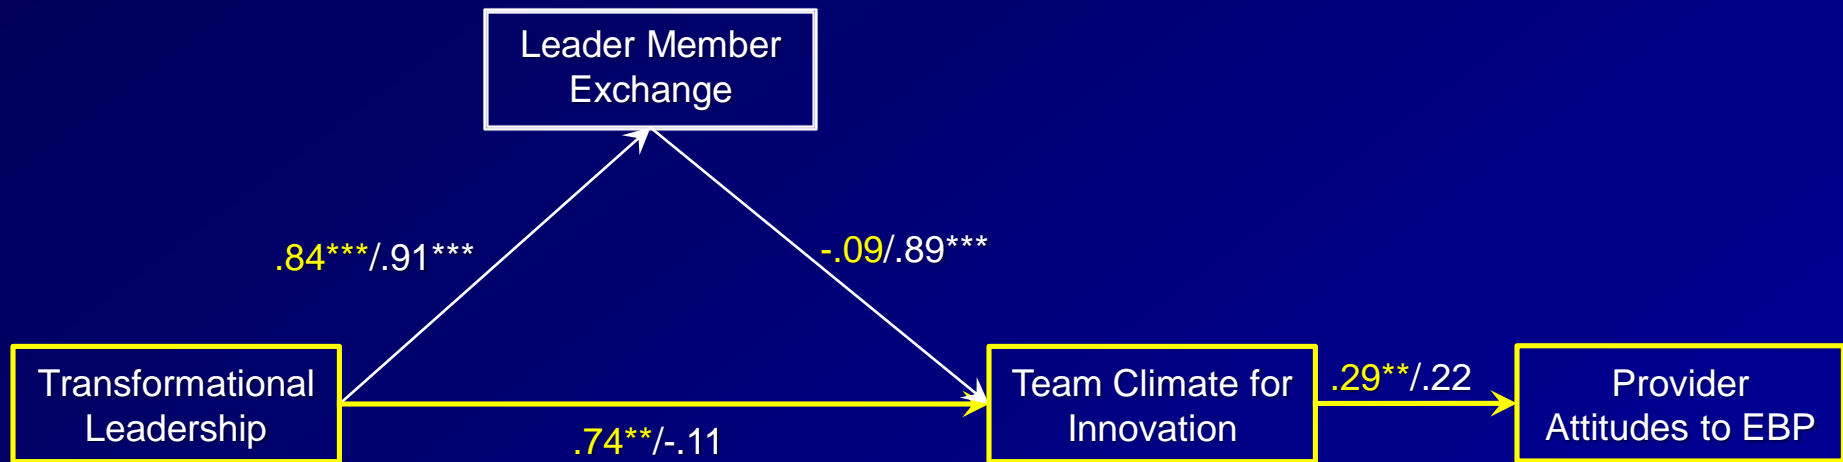 Leader Member
Exchange
.84***/.91***
-.09/.89***
Transformational
Leadership
.74**/-.11
Team Climate for
Innovation
.29**/.22
Provider
Attitudes to EBP